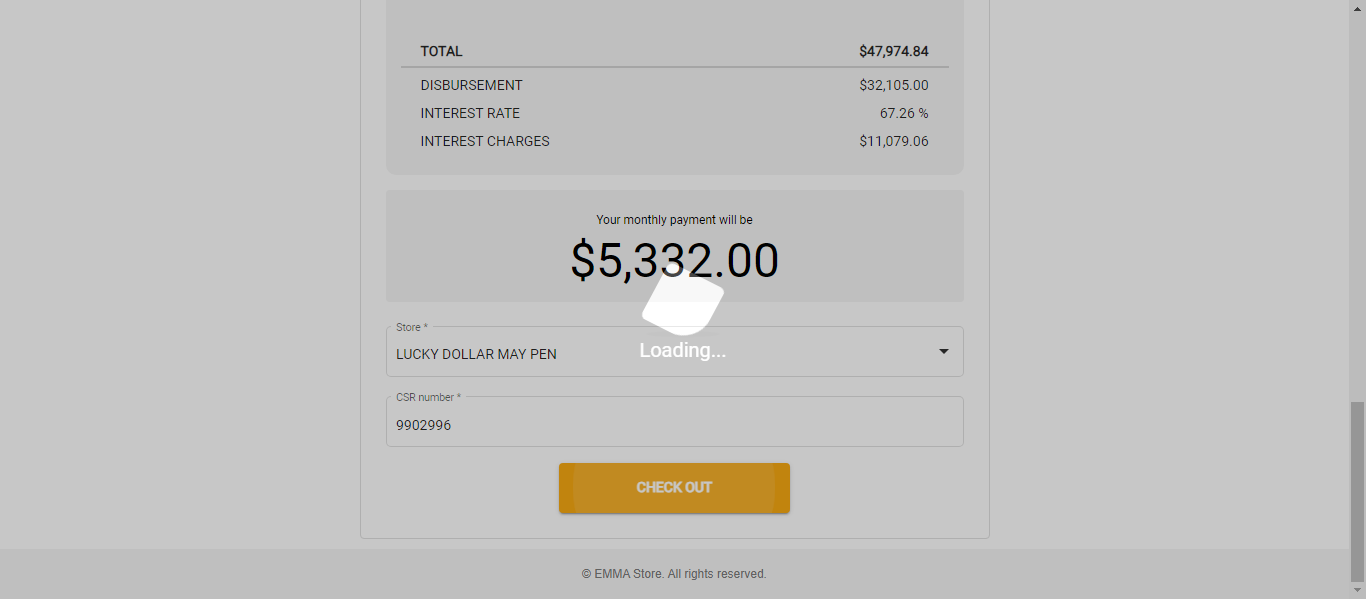 TOTAL $47,974.84
DISBURSEMENT $32,105.00
INTEREST RATE 67.26 %
INTEREST CHARGES $11,079.06
Your monthly payment will be
$5,332.00
Loading...
Store *
LUCKY DOLLAR MAY PEN
CSR number *
9902996
CHECK OUT
© EMMA Store. All rights reserved.